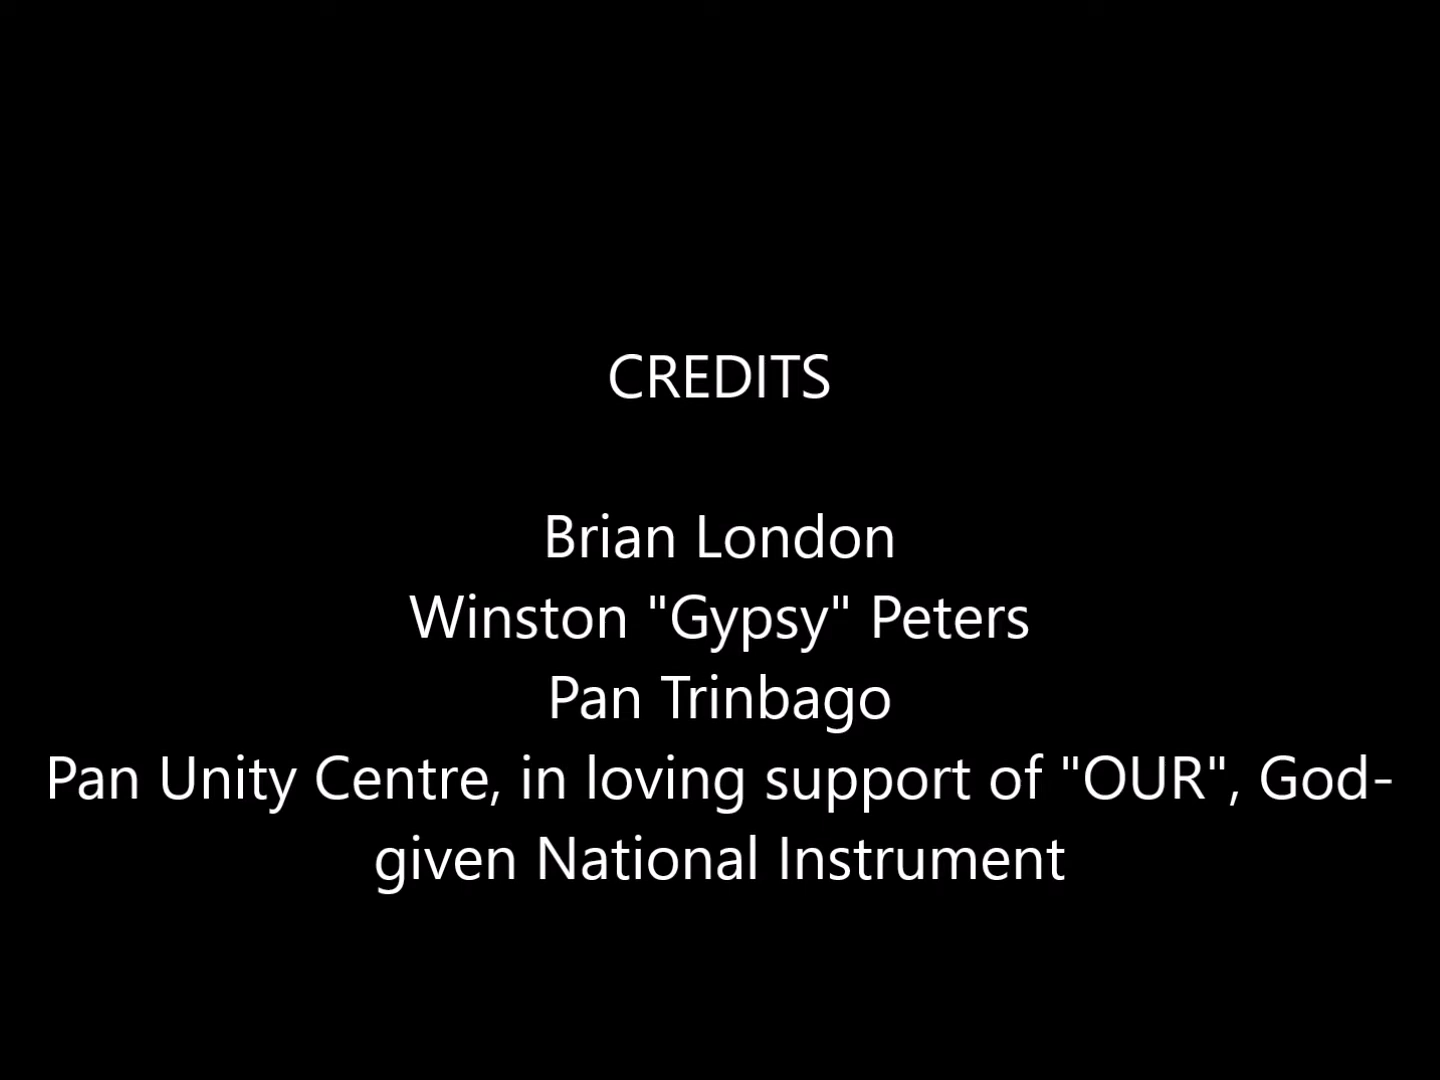 CREDITS
Brian London
Winston "Gypsy" Peters
Pan Trinbago
Pan Unity Centre, in loving support of "OUR", God-
given National Instrument